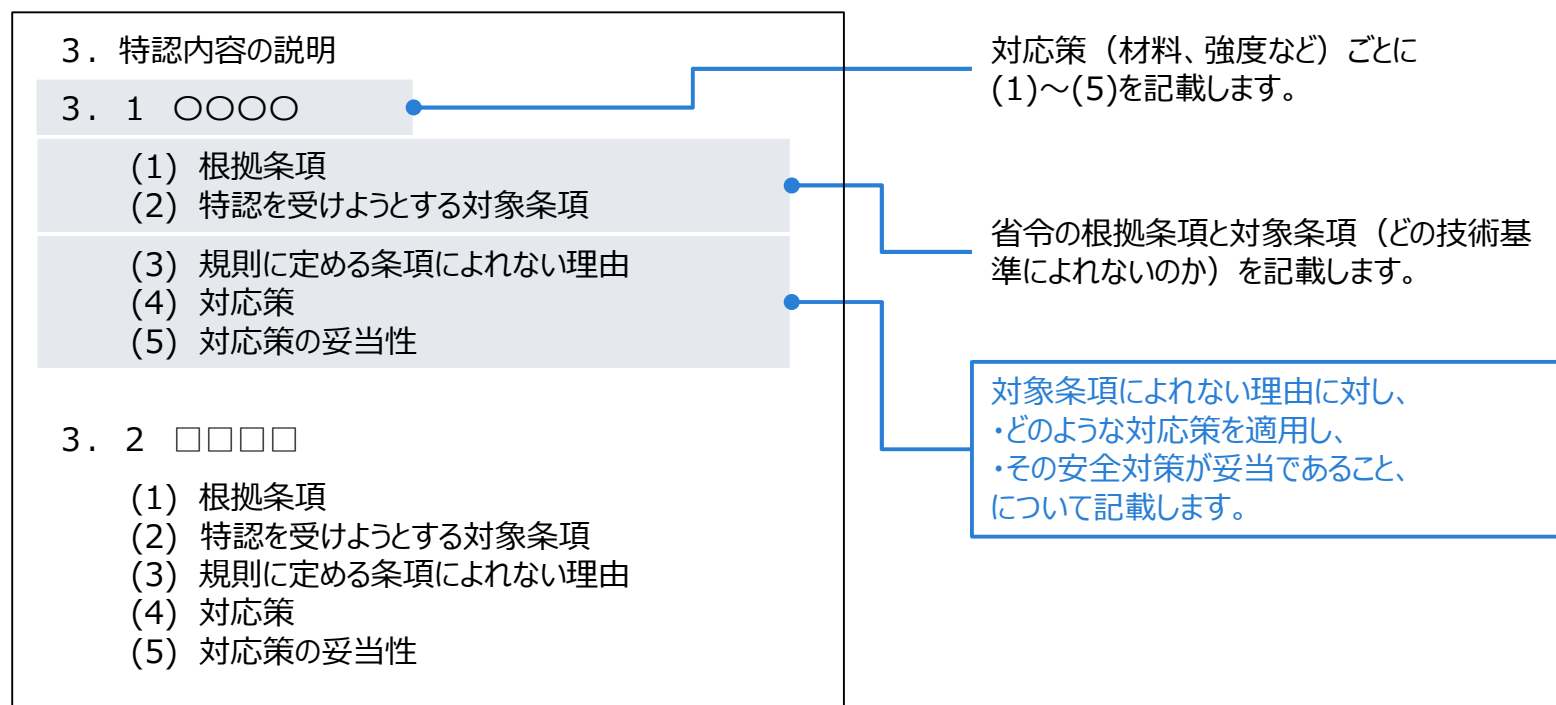 ３．特認内容の説明
３．１　〇〇〇〇
(1) 根拠条項
(2) 特認を受けようとする対象条項
(3) 規則に定める条項によれない理由
(4) 対応策
(5) 対応策の妥当性
３．２　□□□□
(1) 根拠条項
(2) 特認を受けようとする対象条項
(3) 規則に定める条項によれない理由
(4) 対応策
(5) 対応策の妥当性
対応策（材料、強度など）ごとに
(1)～(5)を記載します。
省令の根拠条項と対象条項（どの技術基
準によれないのか）を記載します。
対象条項によれない理由に対し、
・どのような対応策を適用し、
・その安全対策が妥当であること、
について記載します。